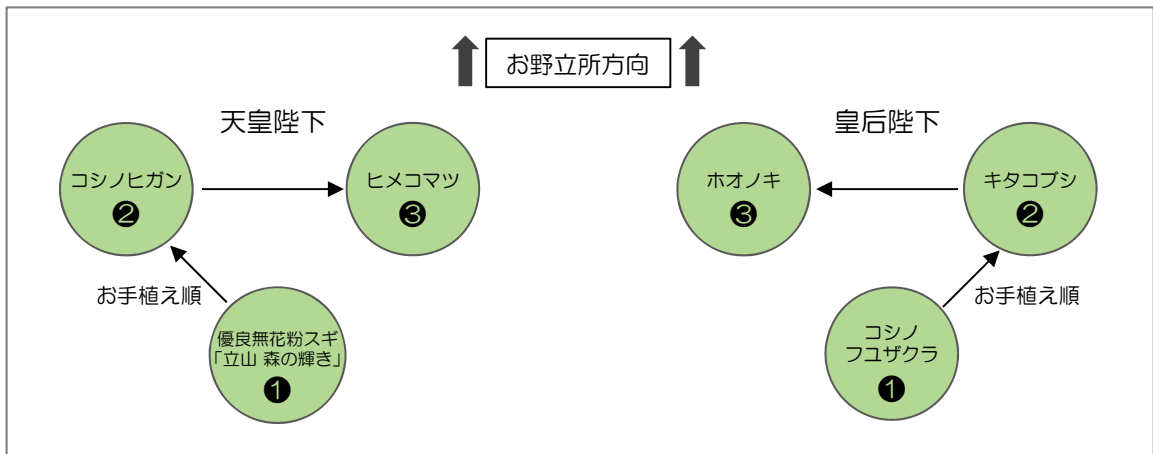 お野立所方向
天皇陛下
皇后陛下
コシノヒガン
❷
ヒメコマツ
❸
ホオノキ
❸
キタコブシ
❷
お手植え順
お手植え順
優良無花粉スギ
「立山 森の輝き」
❶
コシノ
フユザクラ
❶